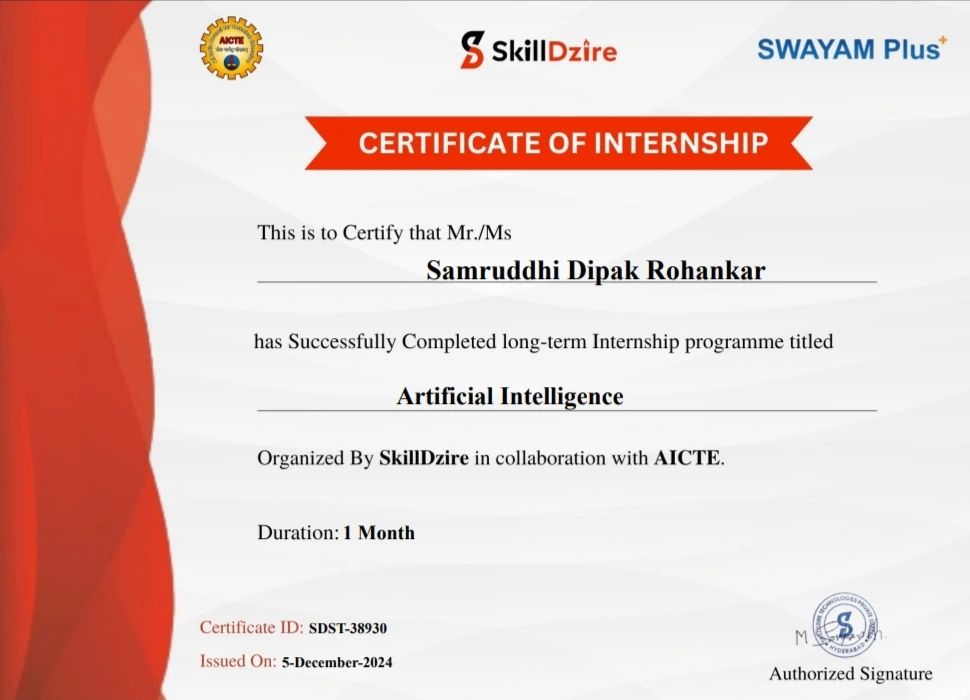 AICTE
SkillDzire
SWAYAM Plus+
CERTIFICATE OF INTERNSHIP
This is to Certify that Mr./Ms
Samruddhi Dipak Rohankar
has Successfully Completed long-term Internship programme titled
Artificial Intelligence
Organized By SkillDzire in collaboration with AICTE.
Duration: 1 Month
Certificate ID: SDST-38930
Issued On: 5-December-2024
HYDERABAD
Authorized Signature